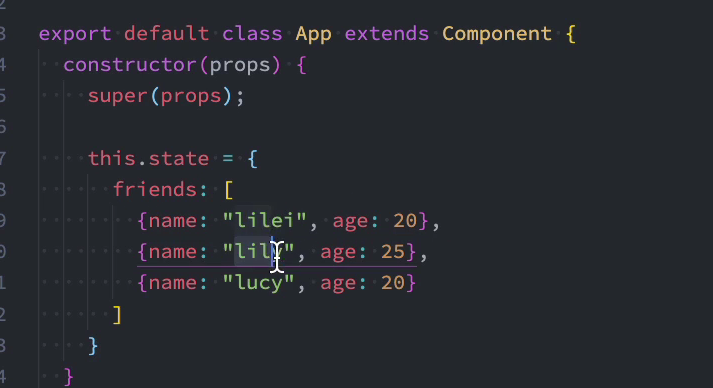 3 export default class App extends Component {
4 constructor(props) {
5 super(props);
6
7 this.state = {
8 friends: [
9 {name: "lilei", age: 20},
0 {name: "lily", age: 25},
1 {name: "lucy", age: 20}
2 ]
3 }
4 }